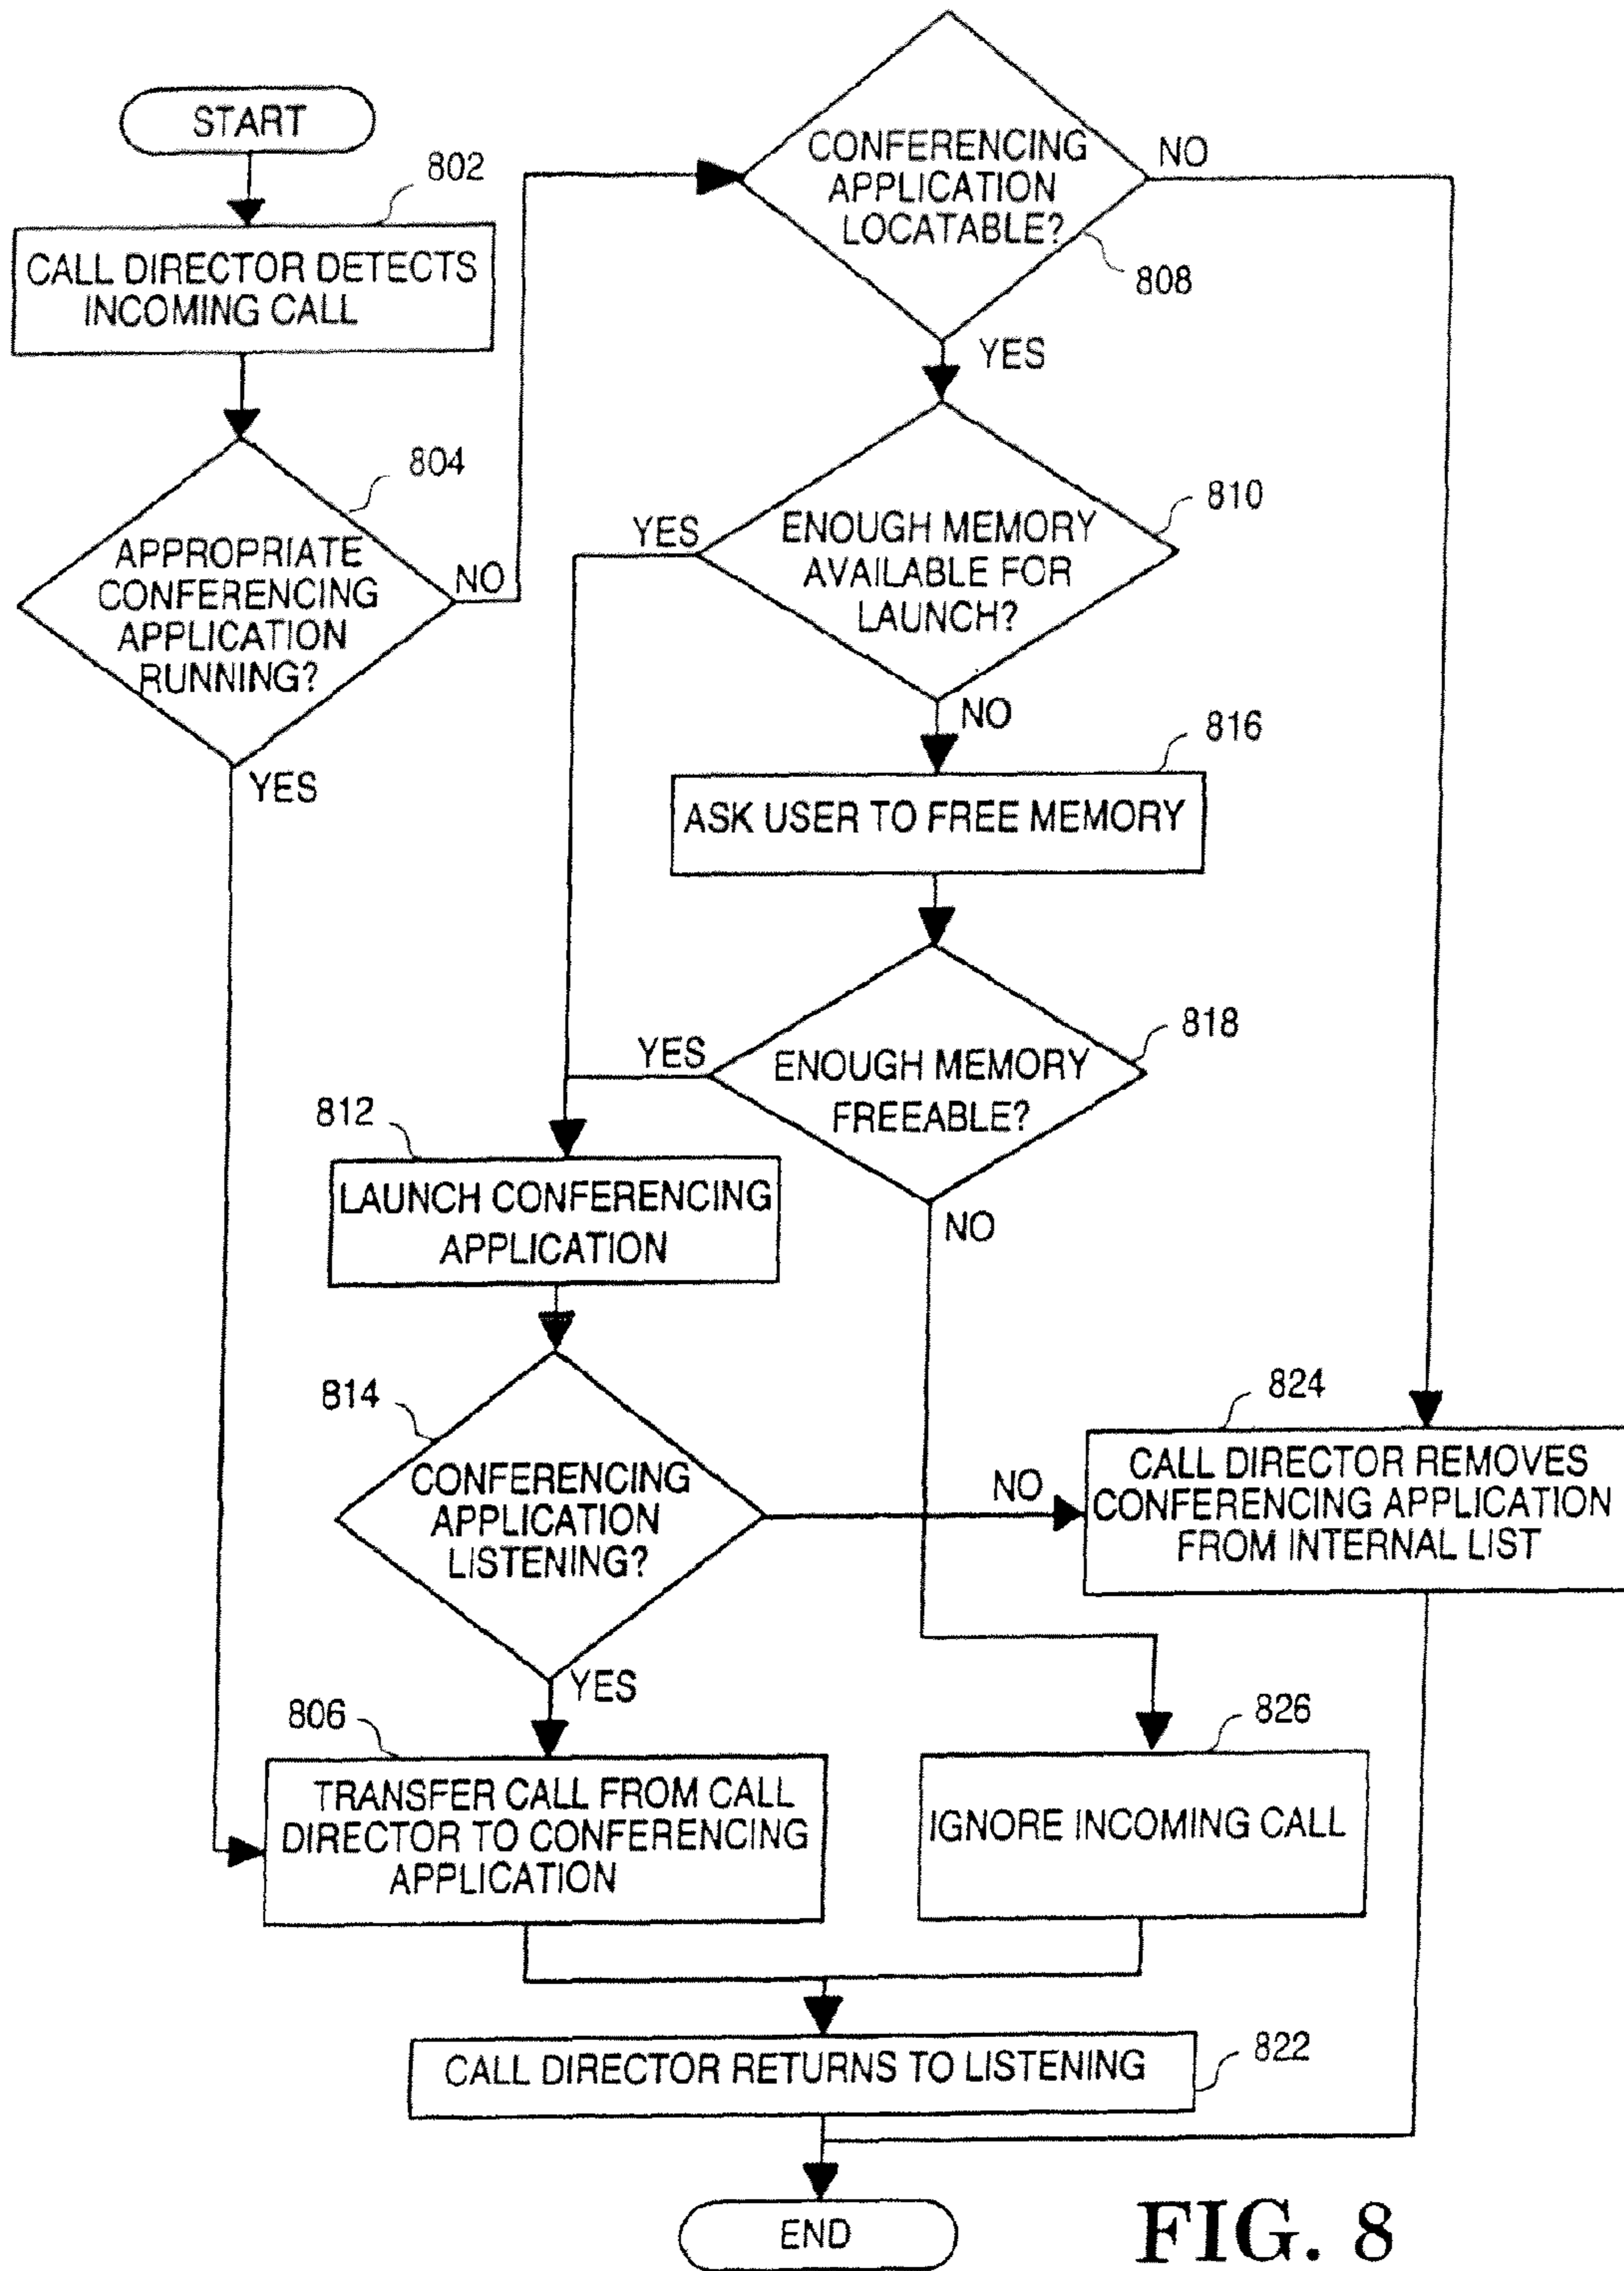 START
802
CALL DIRECTOR DETECTS
INCOMING CALL
804
APPROPRIATE
CONFERENCING
APPLICATION
RUNNING?
NO
YES
CONFERENCING
APPLICATION
LOCATABLE?
NO
808
YES
810
ENOUGH MEMORY
AVAILABLE FOR
LAUNCH?
YES
NO
816
ASK USER TO FREE MEMORY
818
ENOUGH MEMORY
FREEABLE?
YES
NO
812
LAUNCH CONFERENCING
APPLICATION
814
CONFERENCING
APPLICATION
LISTENING?
NO
YES
824
CALL DIRECTOR REMOVES
CONFERENCING APPLICATION
FROM INTERNAL LIST
806
TRANSFER CALL FROM CALL
DIRECTOR TO CONFERENCING
APPLICATION
826
IGNORE INCOMING CALL
CALL DIRECTOR RETURNS TO LISTENING
822
END
FIG. 8